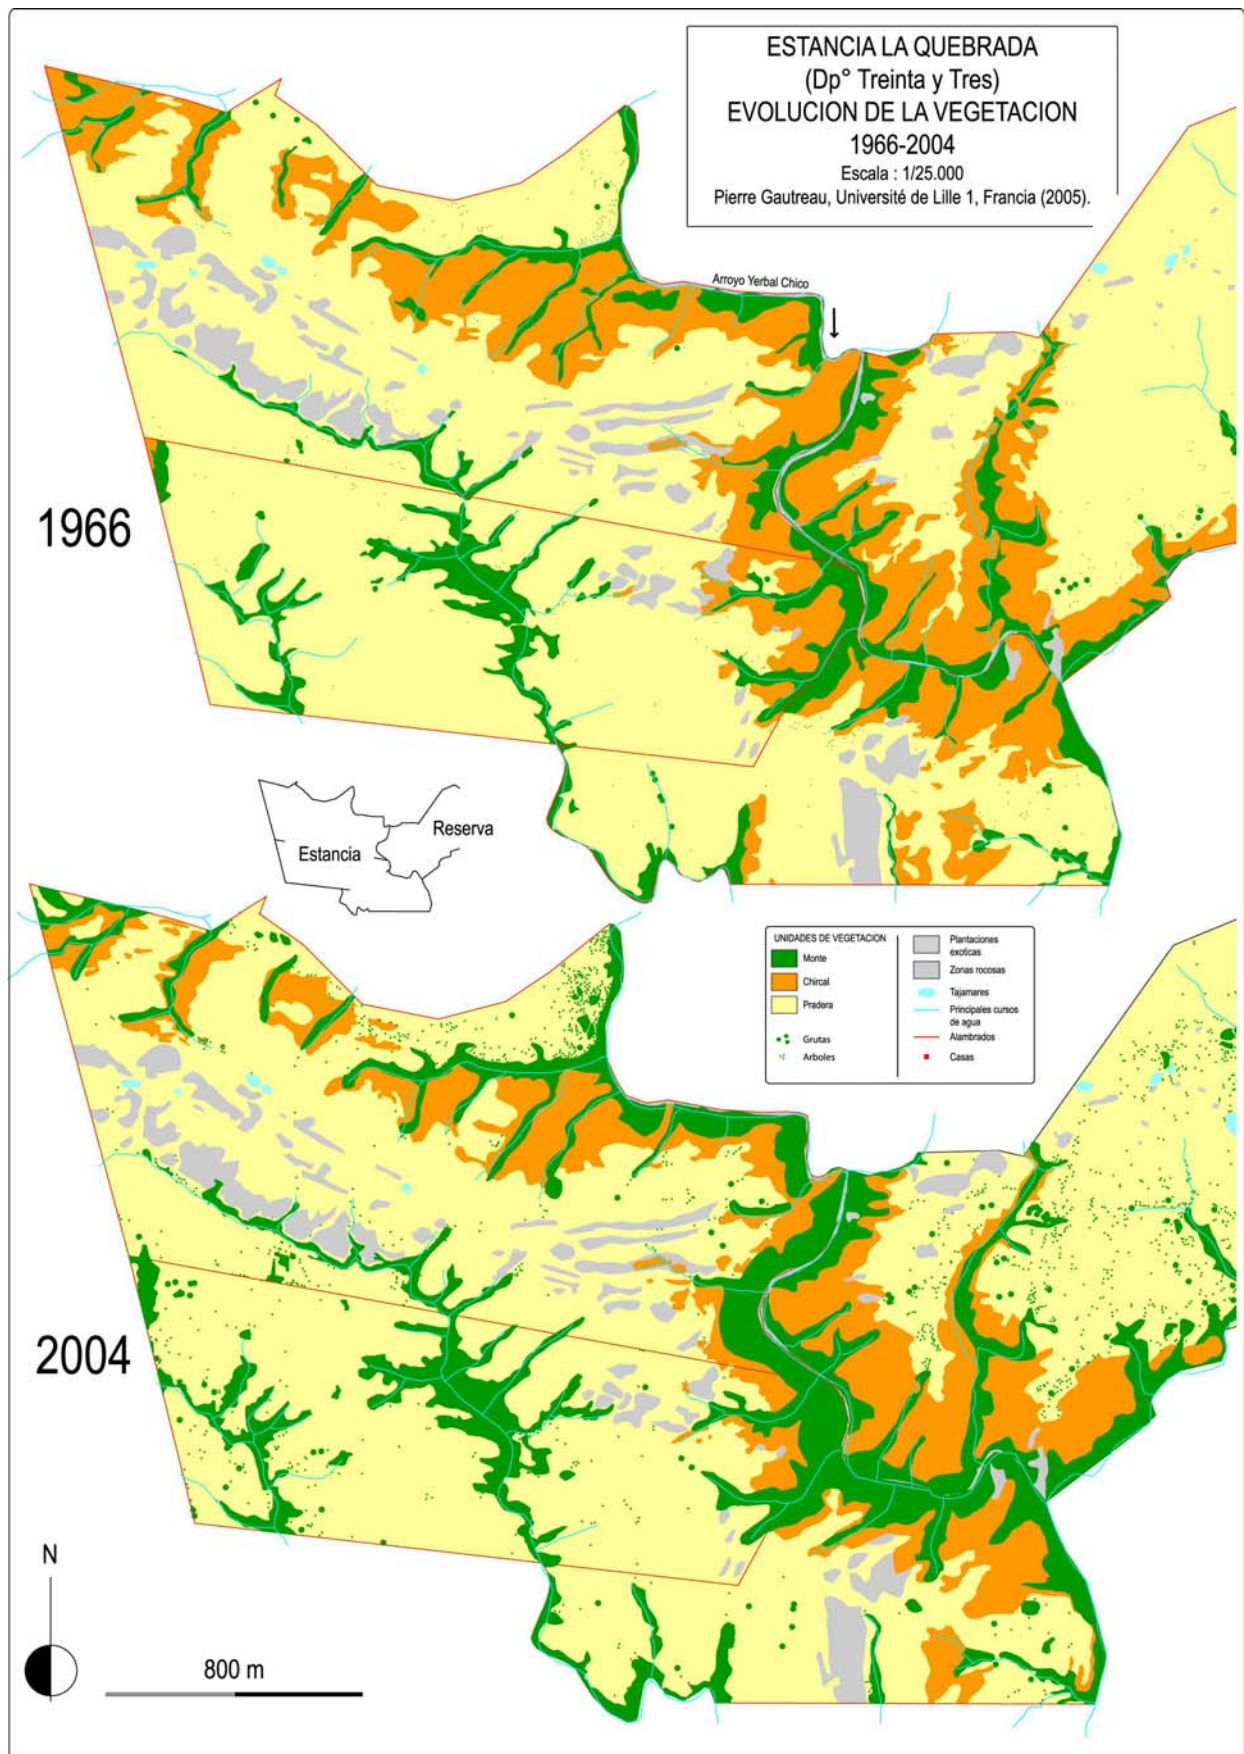 ESTANCIA LA QUEBRADA
(Dp° Treinta y Tres)
EVOLUCION DE LA VEGETACION
1966-2004
Escala : 1/25.000
Pierre Gautreau, Université de Lille 1, Francia (2005).
Arroyo Yerbal Chico
1966
Reserva
Estancia
UNIDADES DE VEGETACION
Monte
Chircal
Pradera
Grutas
Arboles
Plantaciones
exoticas
Zonas rocosas
Tajamares
Principales cursos
de agua
Alambrados
Casas
2004
N
800 m